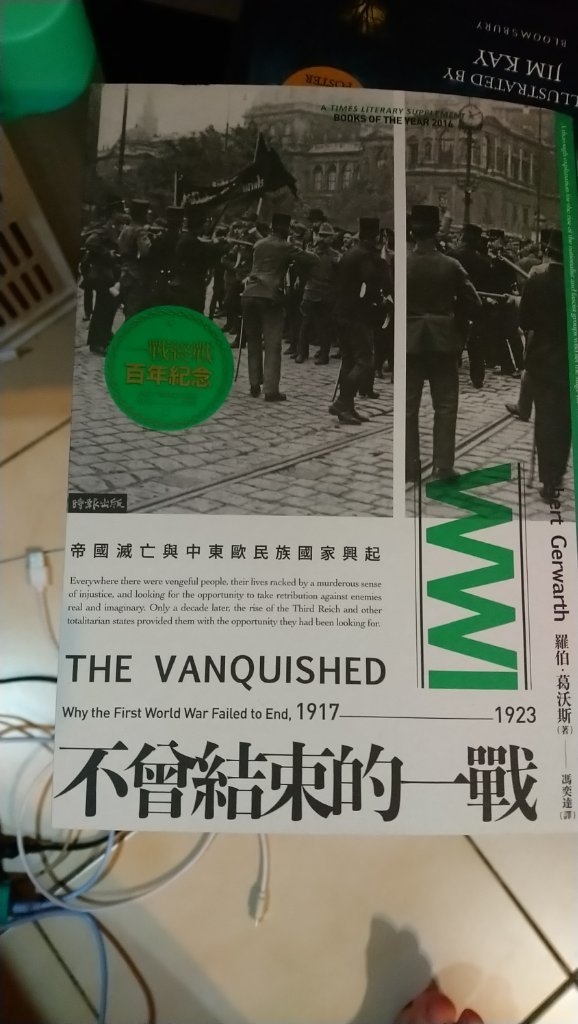 BLOOMSBURY
JIM KAY
ILLUSTRATED BY
POSTER
A TIMES LITERARY SUPPLEMENT
BOOKS OF THE YEAR 2016
一戰終戰
百年紀念
時報出版
帝國滅亡與中東歐民族國家興起
Everywhere there were vengeful people, their lives racked by a murderous sense
of injustice, and looking for the opportunity to take retribution against enemies
real and imaginary. Only a decade later, the rise of the Third Reich and other
totalitarian states provided them with the opportunity they had been looking for.
WWI
THE VANQUISHED
Why the First World War Failed to End, 1917 1923
不曾結束的一戰
Gerwarth 羅伯·葛沃斯(著)
馮奕達(譯)